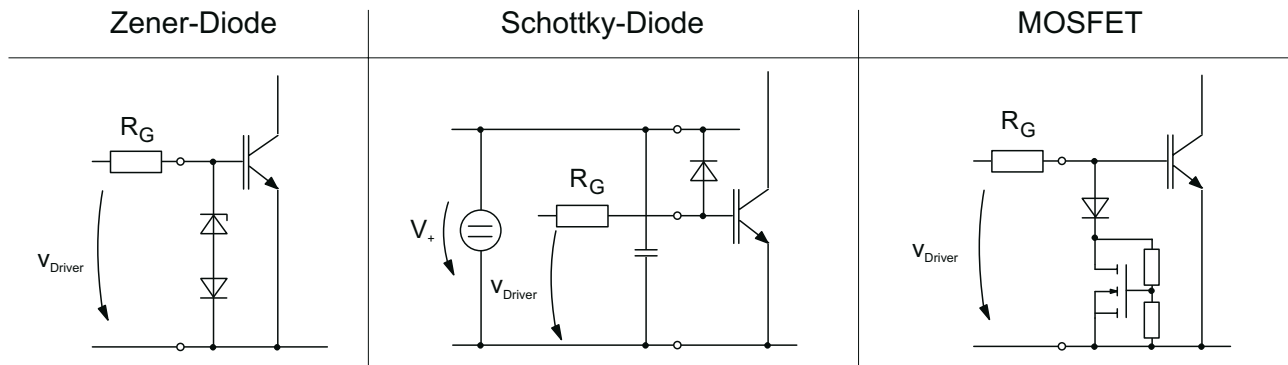 Zener-Diode
Schottky-Diode
MOSFET
R_G
v_Driver
V_+
R_G
v_Driver
R_G
v_Driver